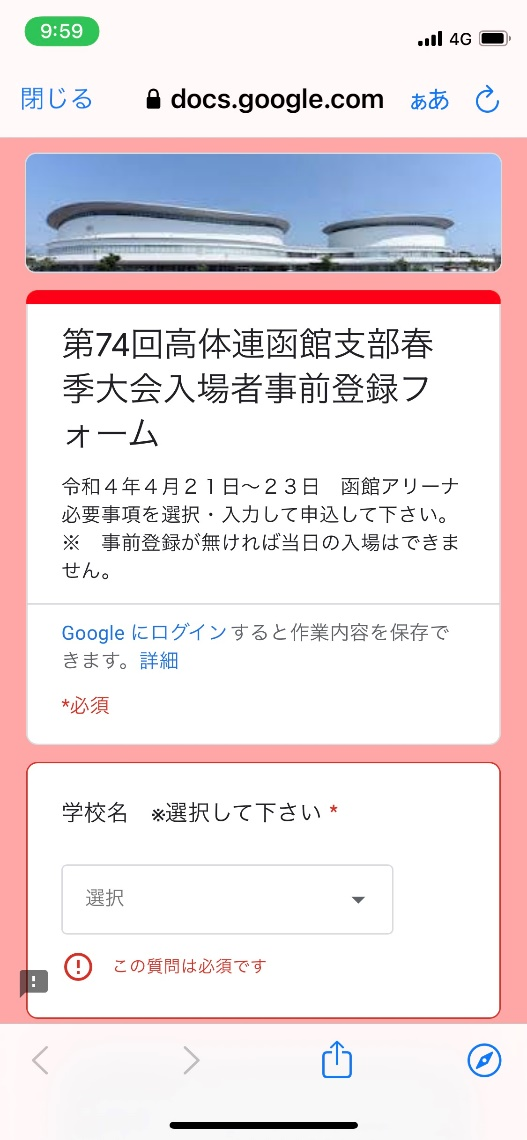 9:59
4G
閉じる
docs.google.com
ぁあ
第74回高体連函館支部春
季大会入場者事前登録フ
ォーム
令和４年４月２１日〜２３日　函館アリーナ
必要事項を選択・入力して申込して下さい。
※　事前登録が無ければ当日の入場はできま
せん。
Google にログインすると作業内容を保存で
きます。詳細
*必須
学校名　※選択して下さい *
選択
この質問は必須です